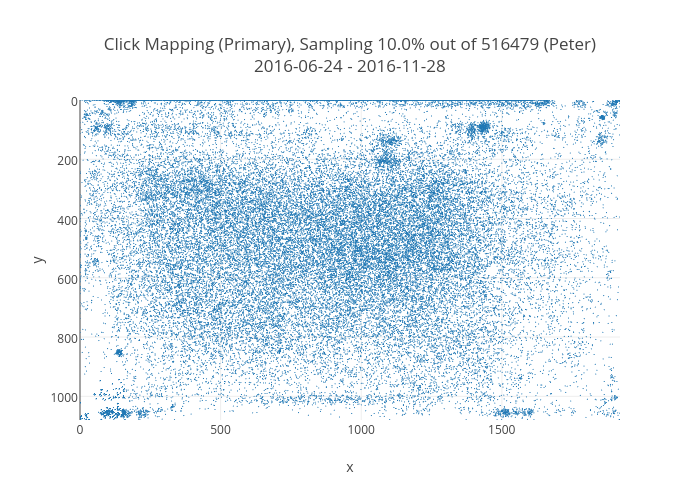 Click Mapping (Primary), Sampling 10.0% out of 516479 (Peter)
2016-06-24 - 2016-11-28
0
200
400
600
800
1000
y
0
500
1000
1500
x